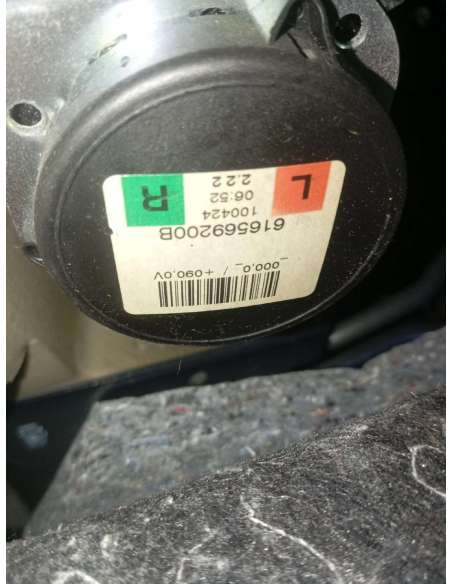 _000.0_ / +090.0V
616569200B
100424
L 06:52 R
2.22